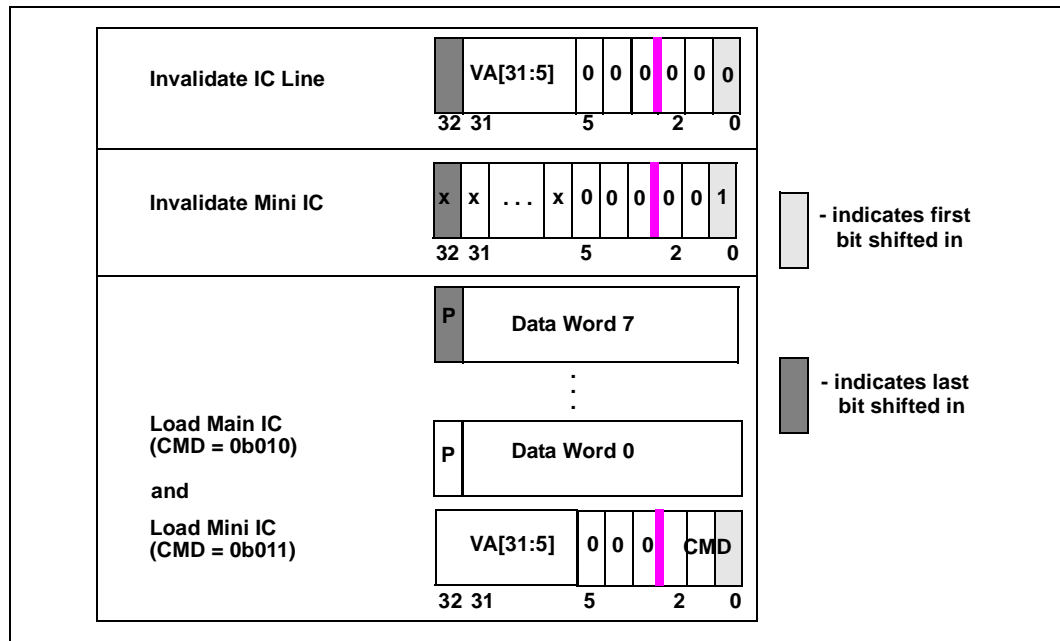 Invalidate IC Line
VA[31:5] 0 0 0 0 0 0
32 31 5 2 0
Invalidate Mini IC
x x . . . x 0 0 0 0 0 1
32 31 5 2 0
- indicates first
bit shifted in
P Data Word 7
.
.
.
- indicates last
bit shifted in
Load Main IC
(CMD = 0b010)
P Data Word 0
and
Load Mini IC
(CMD = 0b011)
VA[31:5] 0 0 0 CMD
32 31 5 2 0